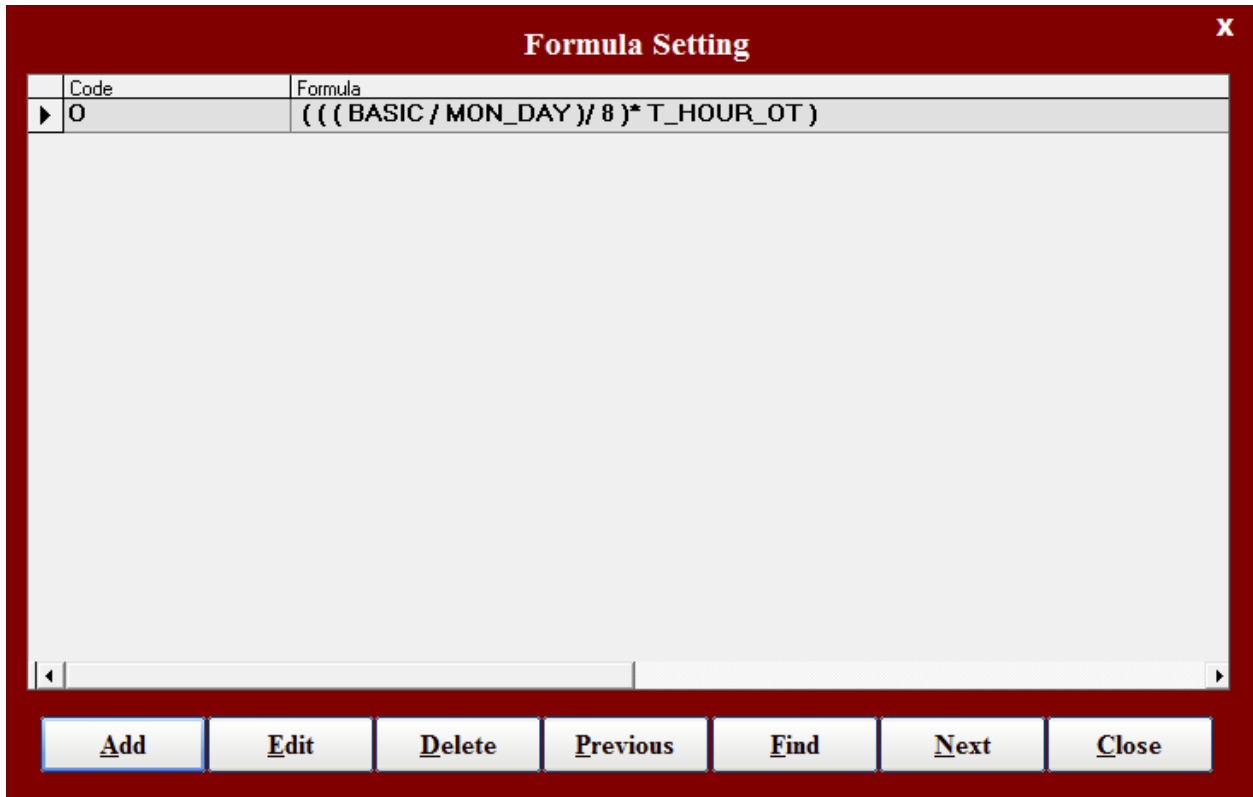 x
Formula Setting
Code Formula
O ( ( ( BASIC / MON_DAY )/ 8 )* T_HOUR_OT )
Add Edit Delete Previous Find Next Close